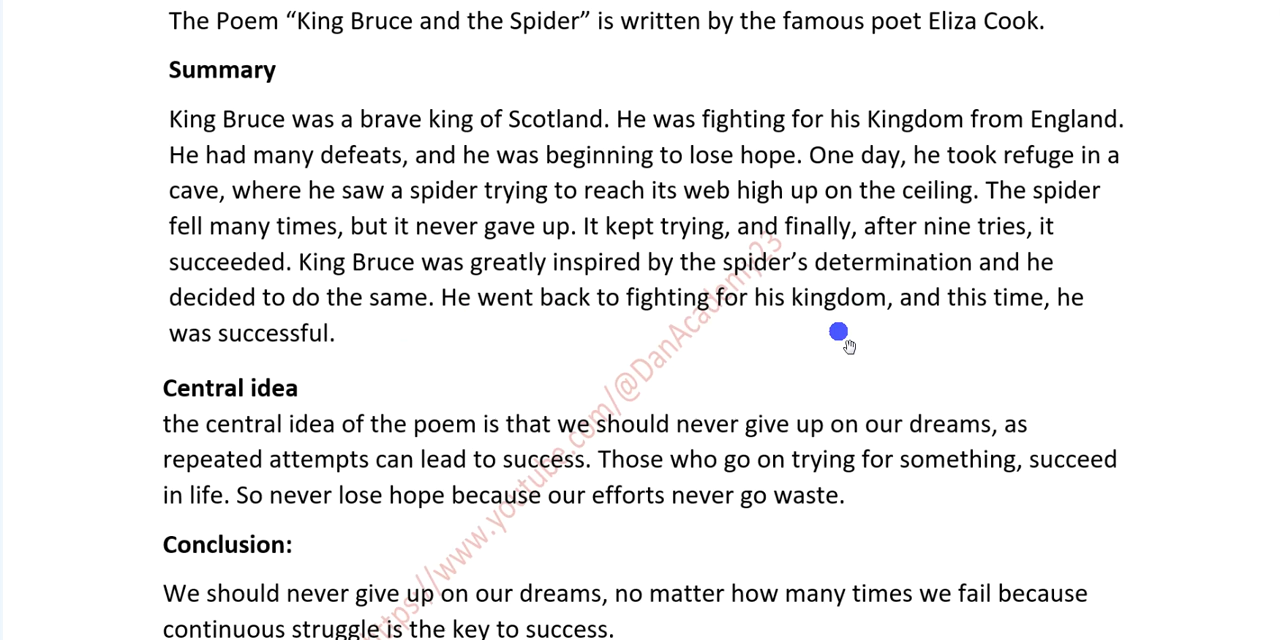 The Poem “King Bruce and the Spider” is written by the famous poet Eliza Cook.
Summary
King Bruce was a brave king of Scotland. He was fighting for his Kingdom from England.
He had many defeats, and he was beginning to lose hope. One day, he took refuge in a
cave, where he saw a spider trying to reach its web high up on the ceiling. The spider
fell many times, but it never gave up. It kept trying, and finally, after nine tries, it
succeeded. King Bruce was greatly inspired by the spider’s determination and he
decided to do the same. He went back to fighting for his kingdom, and this time, he
was successful.
Central idea
the central idea of the poem is that we should never give up on our dreams, as
repeated attempts can lead to success. Those who go on trying for something, succeed
in life. So never lose hope because our efforts never go waste.
Conclusion:
We should never give up on our dreams, no matter how many times we fail because
continuous struggle is the key to success.
https://www.youtube.com/@DanAcademy23